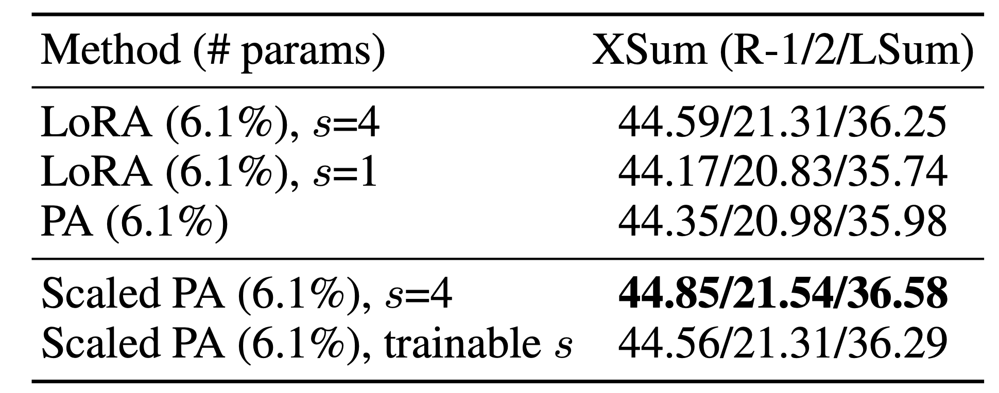 Method (# params) XSum (R-1/2/LSum)
LoRA (6.1%), s=4 44.59/21.31/36.25
LoRA (6.1%), s=1 44.17/20.83/35.74
PA (6.1%) 44.35/20.98/35.98
Scaled PA (6.1%), s=4 44.85/21.54/36.58
Scaled PA (6.1%), trainable s 44.56/21.31/36.29